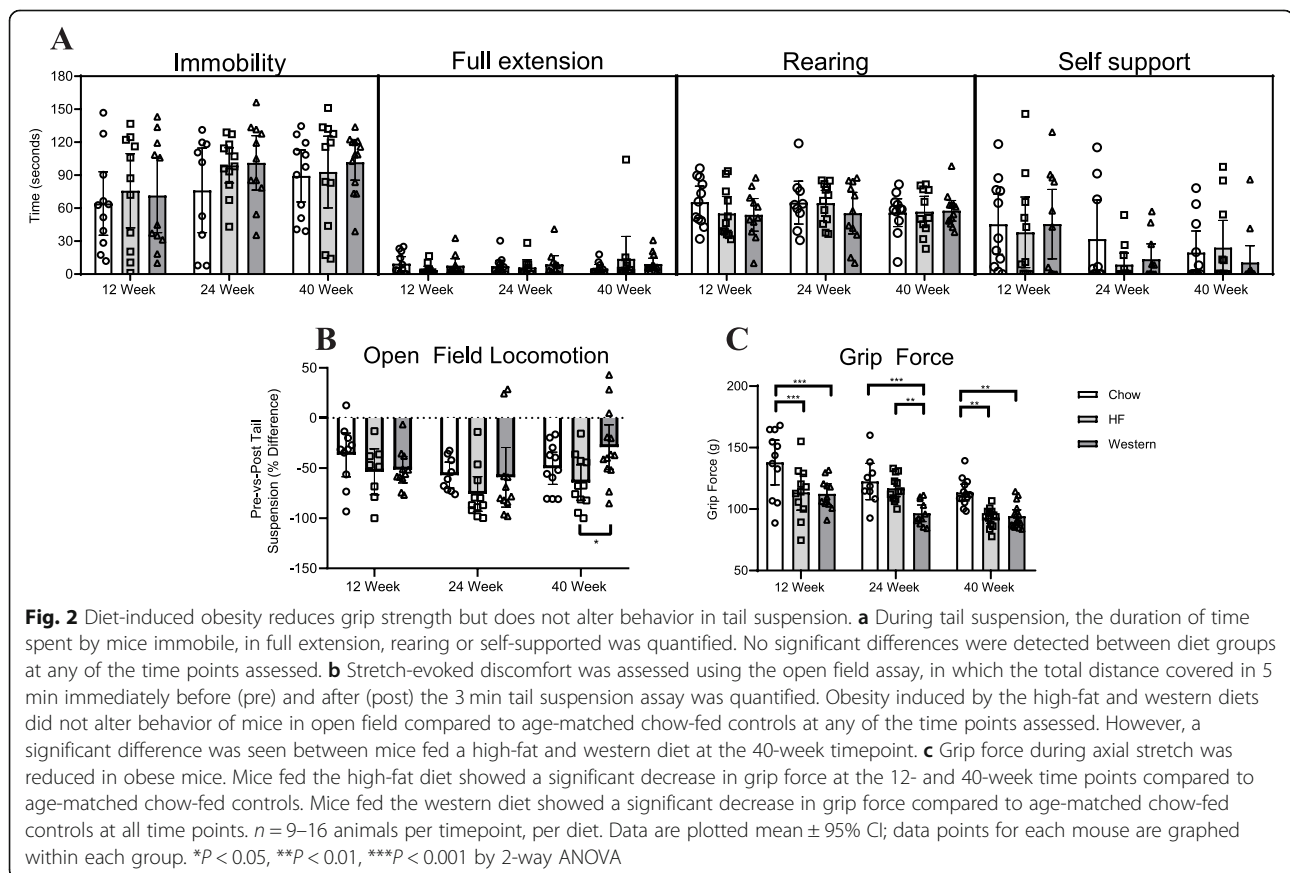 A
Immobility Full extension Rearing Self support
Time (seconds)
180
150
120
90
60
30
0
12 Week 24 Week 40 Week 12 Week 24 Week 40 Week 12 Week 24 Week 40 Week 12 Week 24 Week 40 Week
B
Open Field Locomotion
Pre-vs-Post Tail
Suspension (% Difference)
50
0
-50
-100
-150
*
12 Week 24 Week 40 Week
C
Grip Force
Grip Force (g)
200
150
100
50
***
***
***
**
**
**
12 Week 24 Week 40 Week
Chow
HF
Western
Fig. 2 Diet-induced obesity reduces grip strength but does not alter behavior in tail suspension. a During tail suspension, the duration of time
spent by mice immobile, in full extension, rearing or self-supported was quantified. No significant differences were detected between diet groups
at any of the time points assessed. b Stretch-evoked discomfort was assessed using the open field assay, in which the total distance covered in 5
min immediately before (pre) and after (post) the 3 min tail suspension assay was quantified. Obesity induced by the high-fat and western diets
did not alter behavior of mice in open field compared to age-matched chow-fed controls at any of the time points assessed. However, a
significant difference was seen between mice fed a high-fat and western diet at the 40-week timepoint. c Grip force during axial stretch was
reduced in obese mice. Mice fed the high-fat diet showed a significant decrease in grip force at the 12- and 40-week time points compared to
age-matched chow-fed controls. Mice fed the western diet showed a significant decrease in grip force compared to age-matched chow-fed
controls at all time points. n = 9–16 animals per timepoint, per diet. Data are plotted mean ± 95% CI; data points for each mouse are graphed
within each group. *P < 0.05, **P < 0.01, ***P < 0.001 by 2-way ANOVA